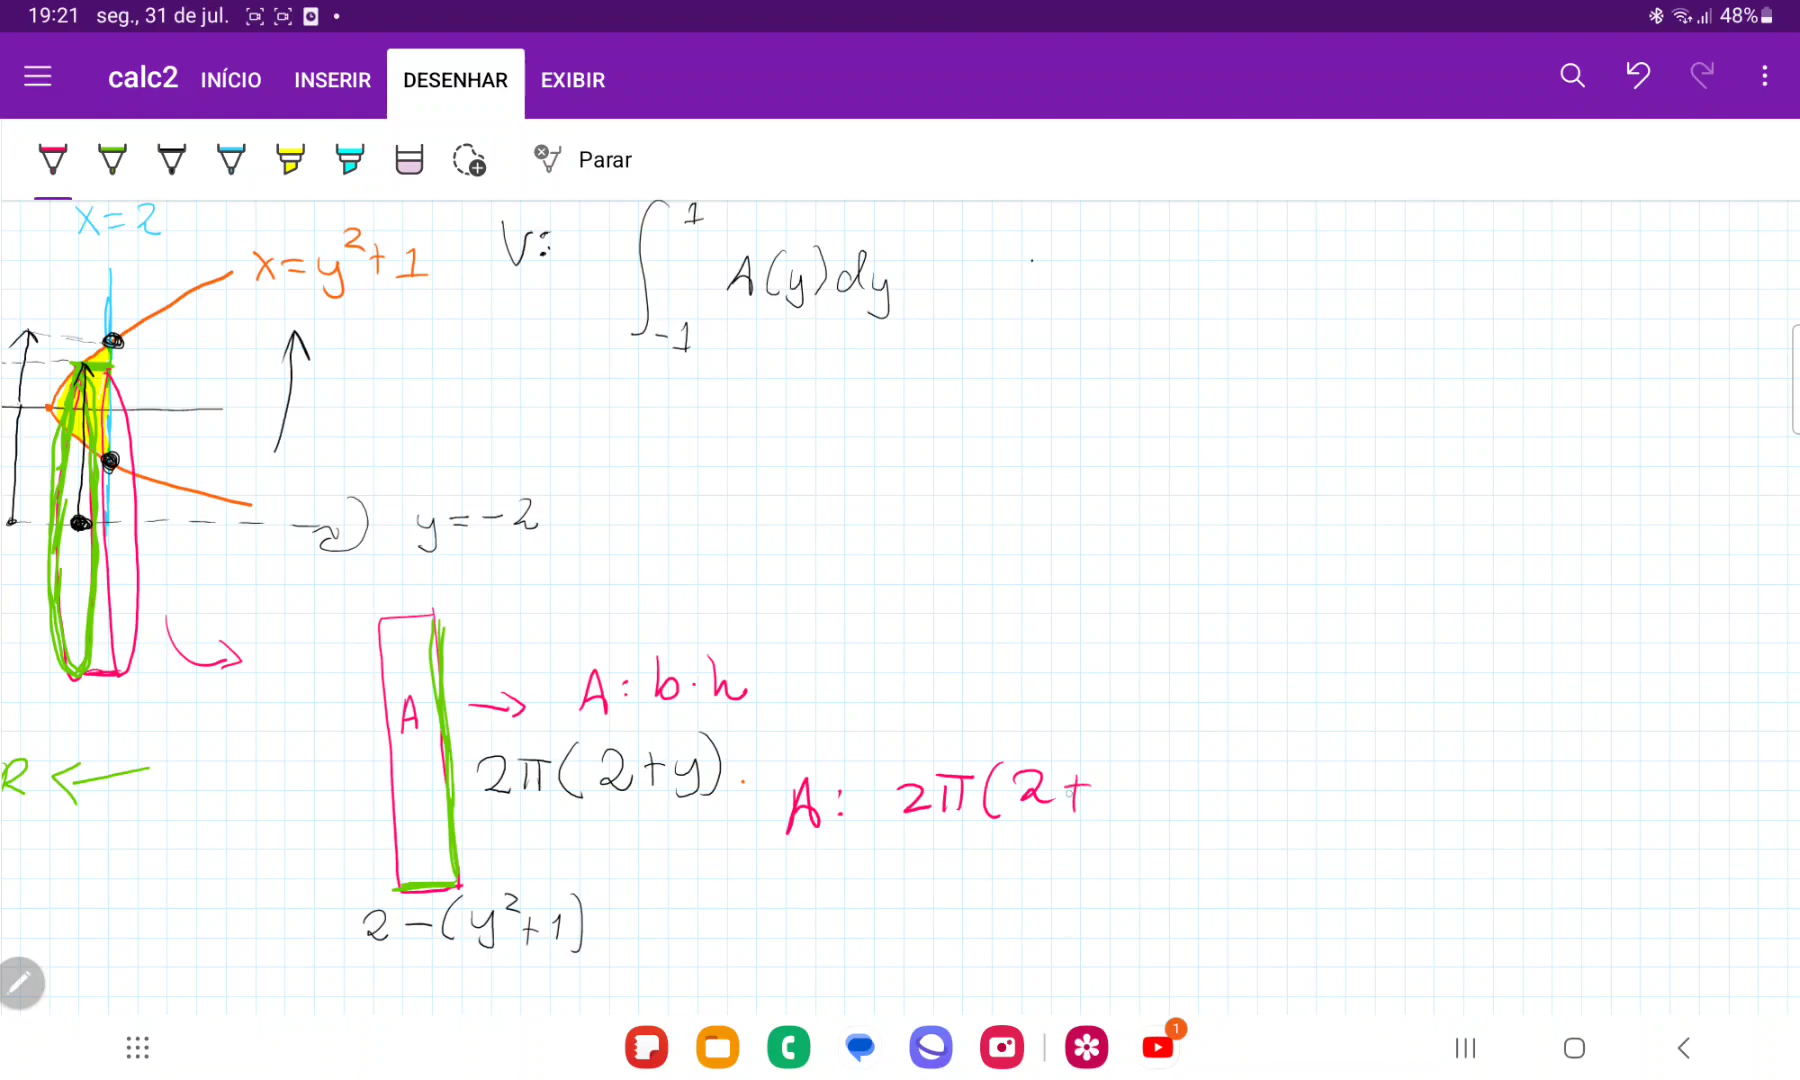 19:21 seg., 31 de jul. 48%
calc2 INÍCIO INSERIR DESENHAR EXIBIR
Parar
x=2
x=y²+1
V: ∫₋₁¹ A(y)dy
y=-2
A
A: b·h
2π(2+y).
R
A: 2π(2+
2-(y²+1)
1